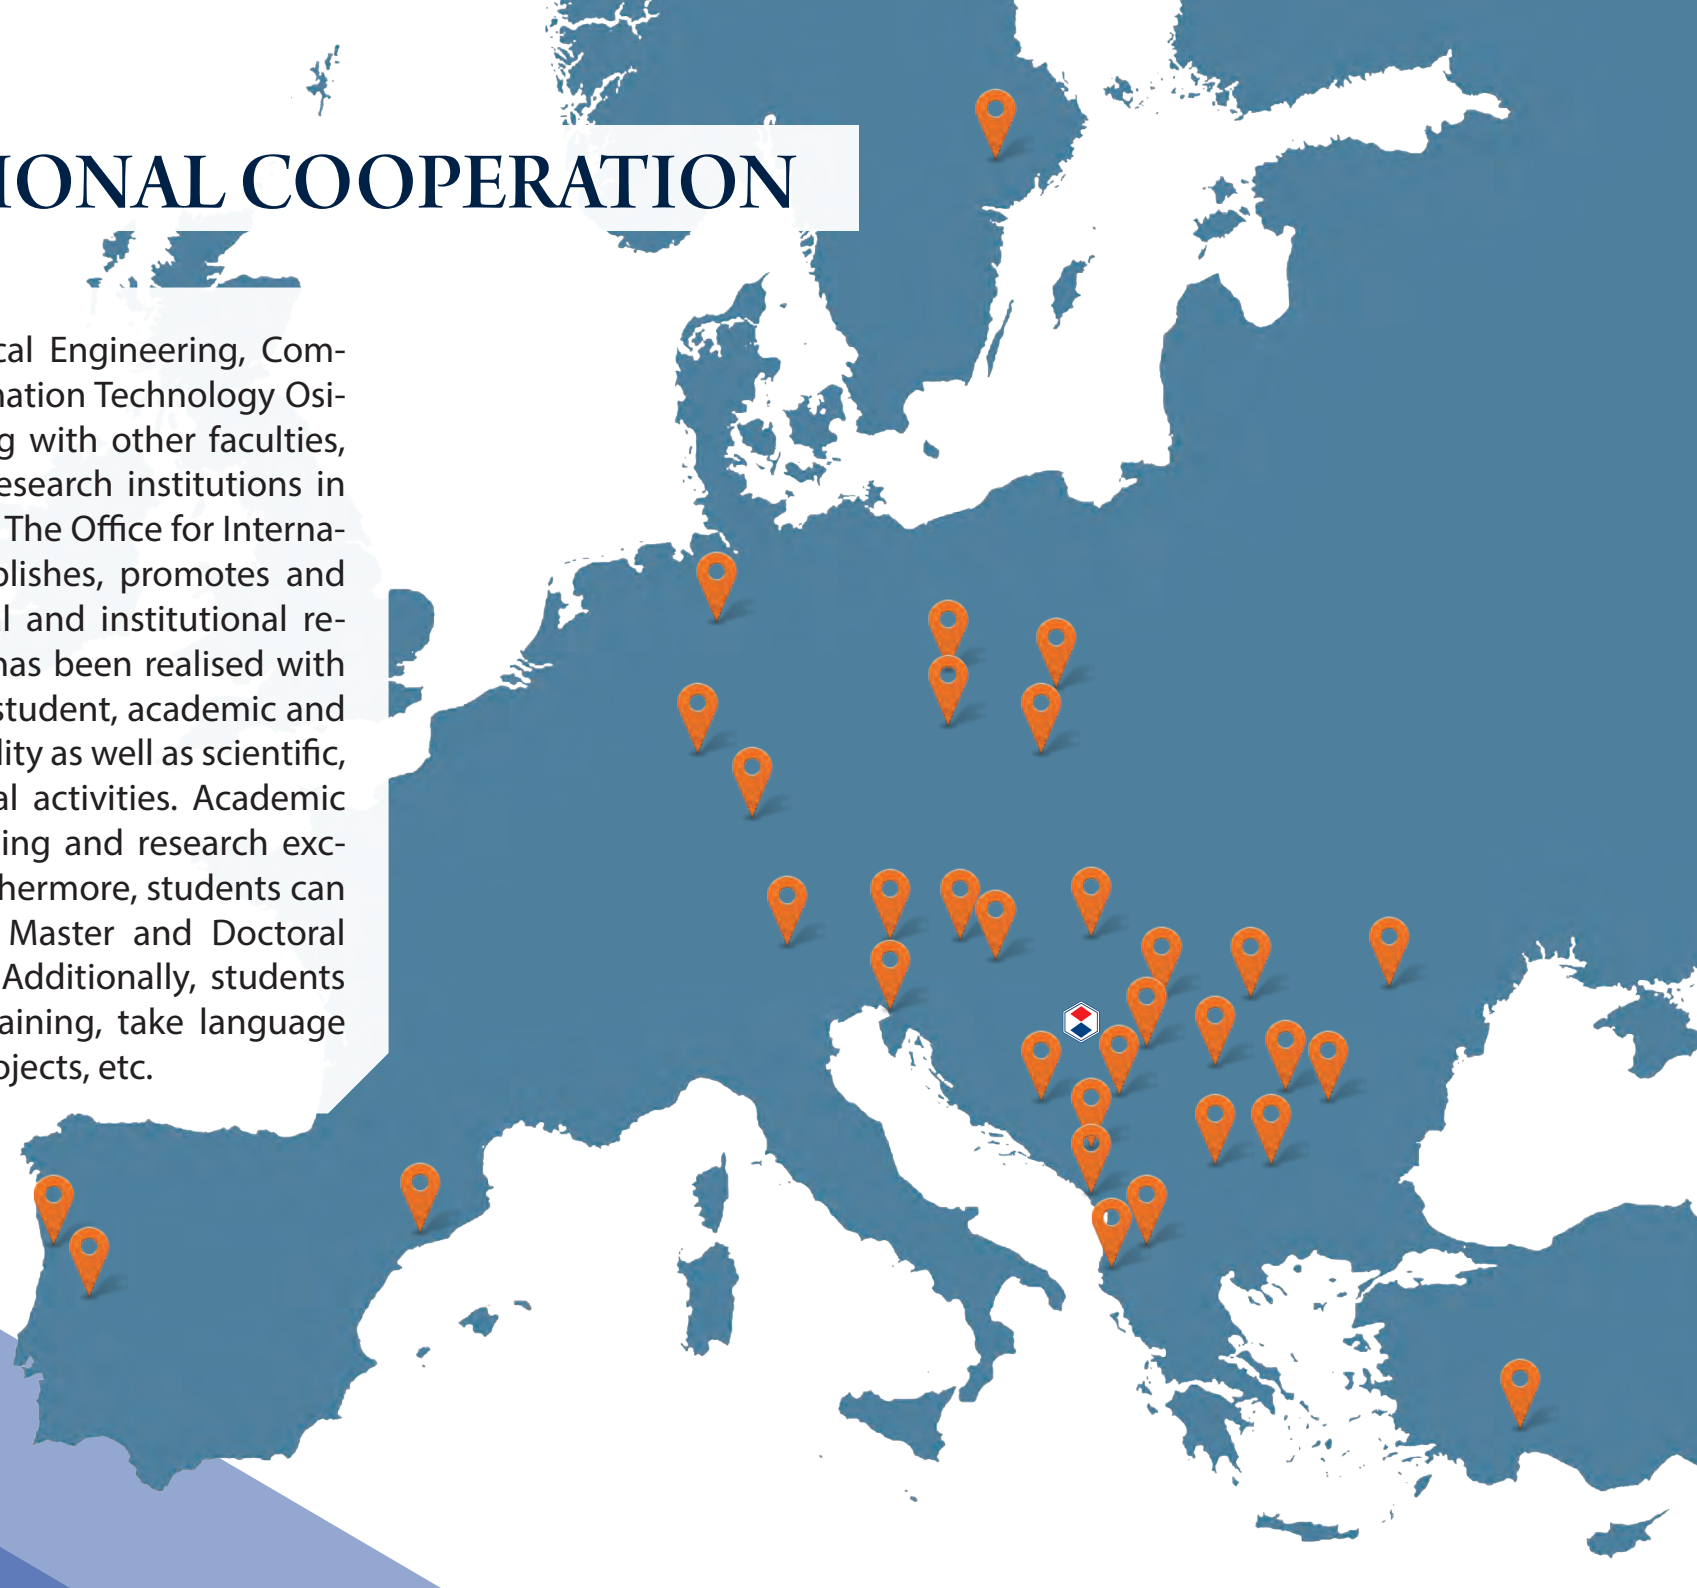 IONAL COOPERATION
cal Engineering, Com-
nation Technology Osi-
g with other faculties,
esearch institutions in
The Office for Interna-
blishes, promotes and
l and institutional re-
has been realised with
student, academic and
lity as well as scientific,
al activities. Academic
ing and research exc-
hermore, students can
Master and Doctoral
Additionally, students
aining, take language
ojects, etc.